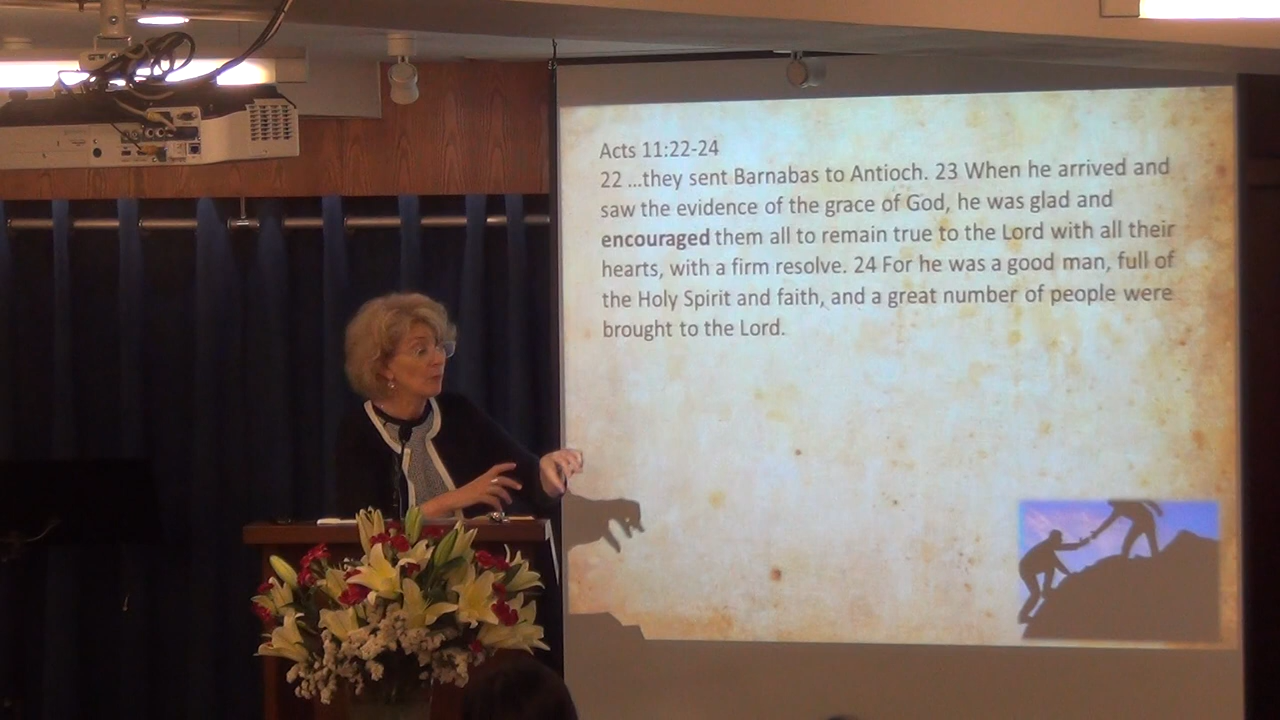 Acts 11:22-24
22 ...they sent Barnabas to Antioch. 23 When he arrived and
saw the evidence of the grace of God, he was glad and
encouraged them all to remain true to the Lord with all their
hearts, with a firm resolve. 24 For he was a good man, full of
the Holy Spirit and faith, and a great number of people were
brought to the Lord.